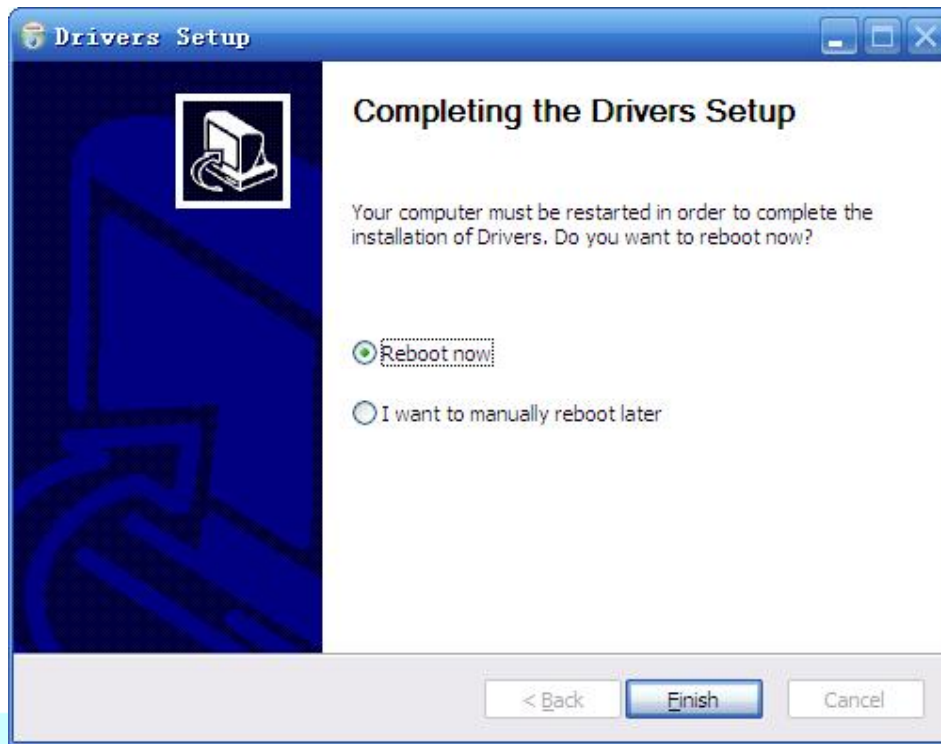 Drivers Setup
Completing the Drivers Setup
Your computer must be restarted in order to complete the
installation of Drivers. Do you want to reboot now?
Reboot now
I want to manually reboot later
< Back Finish Cancel